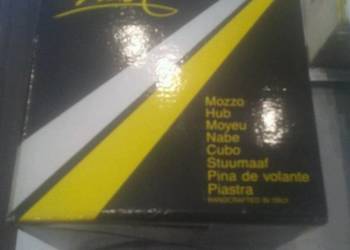 Mozzo
Hub
Moyeu
Nabe
Cubo
Stuurnaaf
Pina de volante
Piastra
HANDCRAFTED IN ITALY